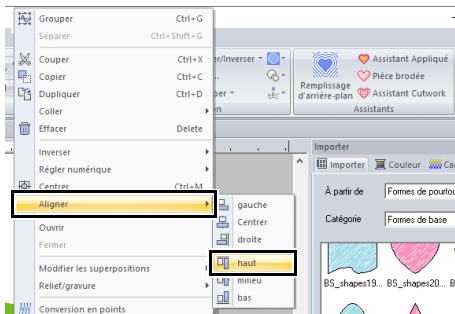 Grouper Ctrl+G
Séparer Ctrl+Shift+G
Couper Ctrl+X
Copier Ctrl+C
Dupliquer Ctrl+D
Coller
Effacer Delete
Inverser
Régler numérique
Centrer Ctrl+M
Aligner
Ouvrir
Fermer
Modifier les superpositions
Relief/gravure
Conversion en points
gauche
Centrer
droite
haut
milieu
bas
er/Inverser
Remplissage
d'arrière-plan
Assistant Appliqué
Pièce brodée
Assistant Cutwork
Assistants
Importer
Importer Couleur
À partir de Formes de pourtou
Catégorie Formes de base
BS_shapes19... BS_shapes20...